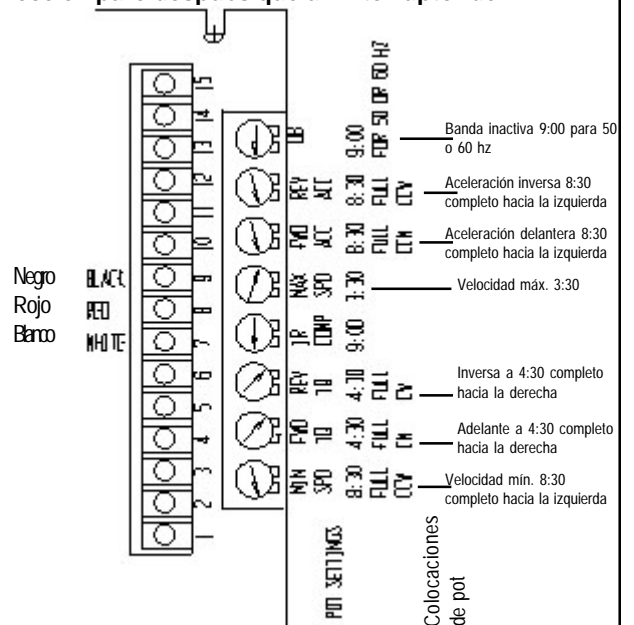 para después que
15
14
13
12
11
10
9
8
7
6
5
4
3
2
1
Negro
Rojo
Blanco
BLACK
RED
WHITE
DB
9:00
FOR 50 OR 60 HZ
Banda inactiva 9:00 para 50
o 60 hz
REV
ACC
8:30
FULL
CCW
Aceleración inversa 8:30
completo hacia la izquierda
FWD
ACC
8:30
FULL
CCW
Aceleración delantera 8:30
completo hacia la izquierda
MAX
SPD
3:30
Velocidad máx. 3:30
IR
COMP
9:00
REV
TQ
4:30
FULL
CW
Inversa a 4:30 completo
hacia la derecha
FWD
TQ
4:30
FULL
CW
Adelante a 4:30 completo
hacia la derecha
MIN
SPD
8:30
FULL
CCW
Velocidad mín. 8:30
completo hacia la izquierda
POT SETTINGS
Colocaciones
de pot